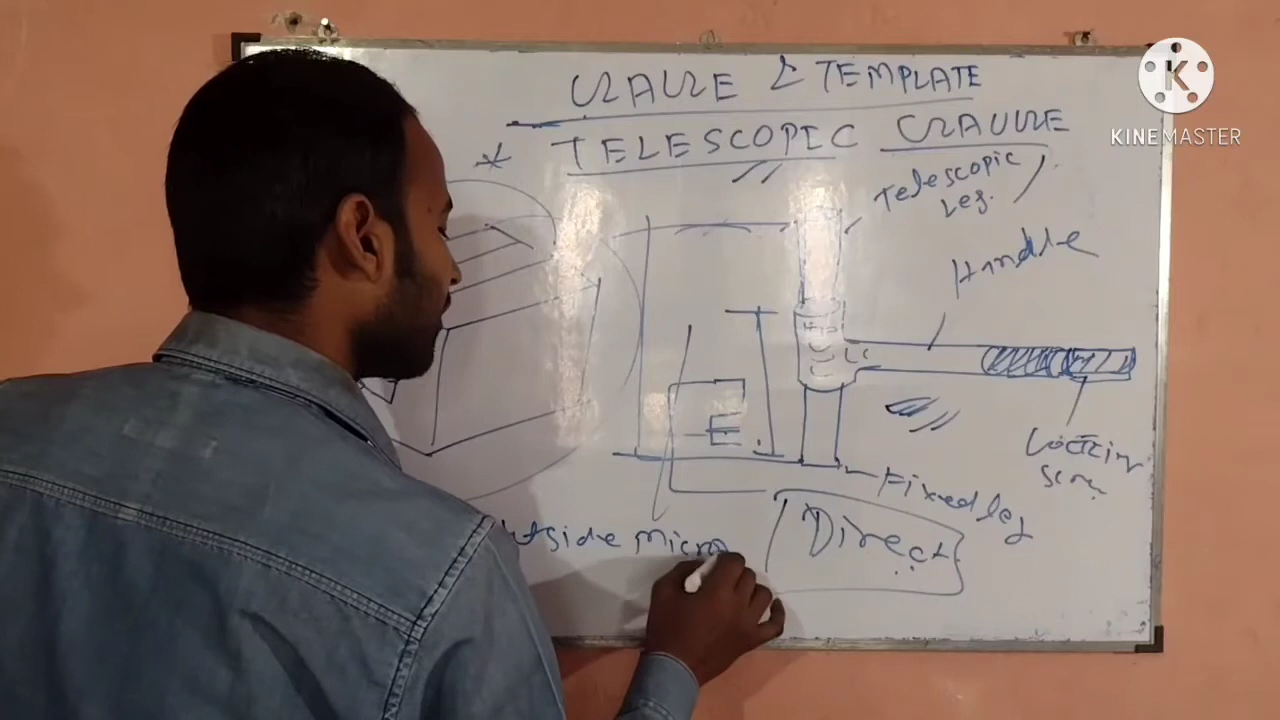 GAUGE & TEMPLATE
* TELESCOPIC GAUGE
Telescopic
Leg.
Handle
Locking
Screw
Fixed leg
Direct
outside micro
E
KINEMASTER